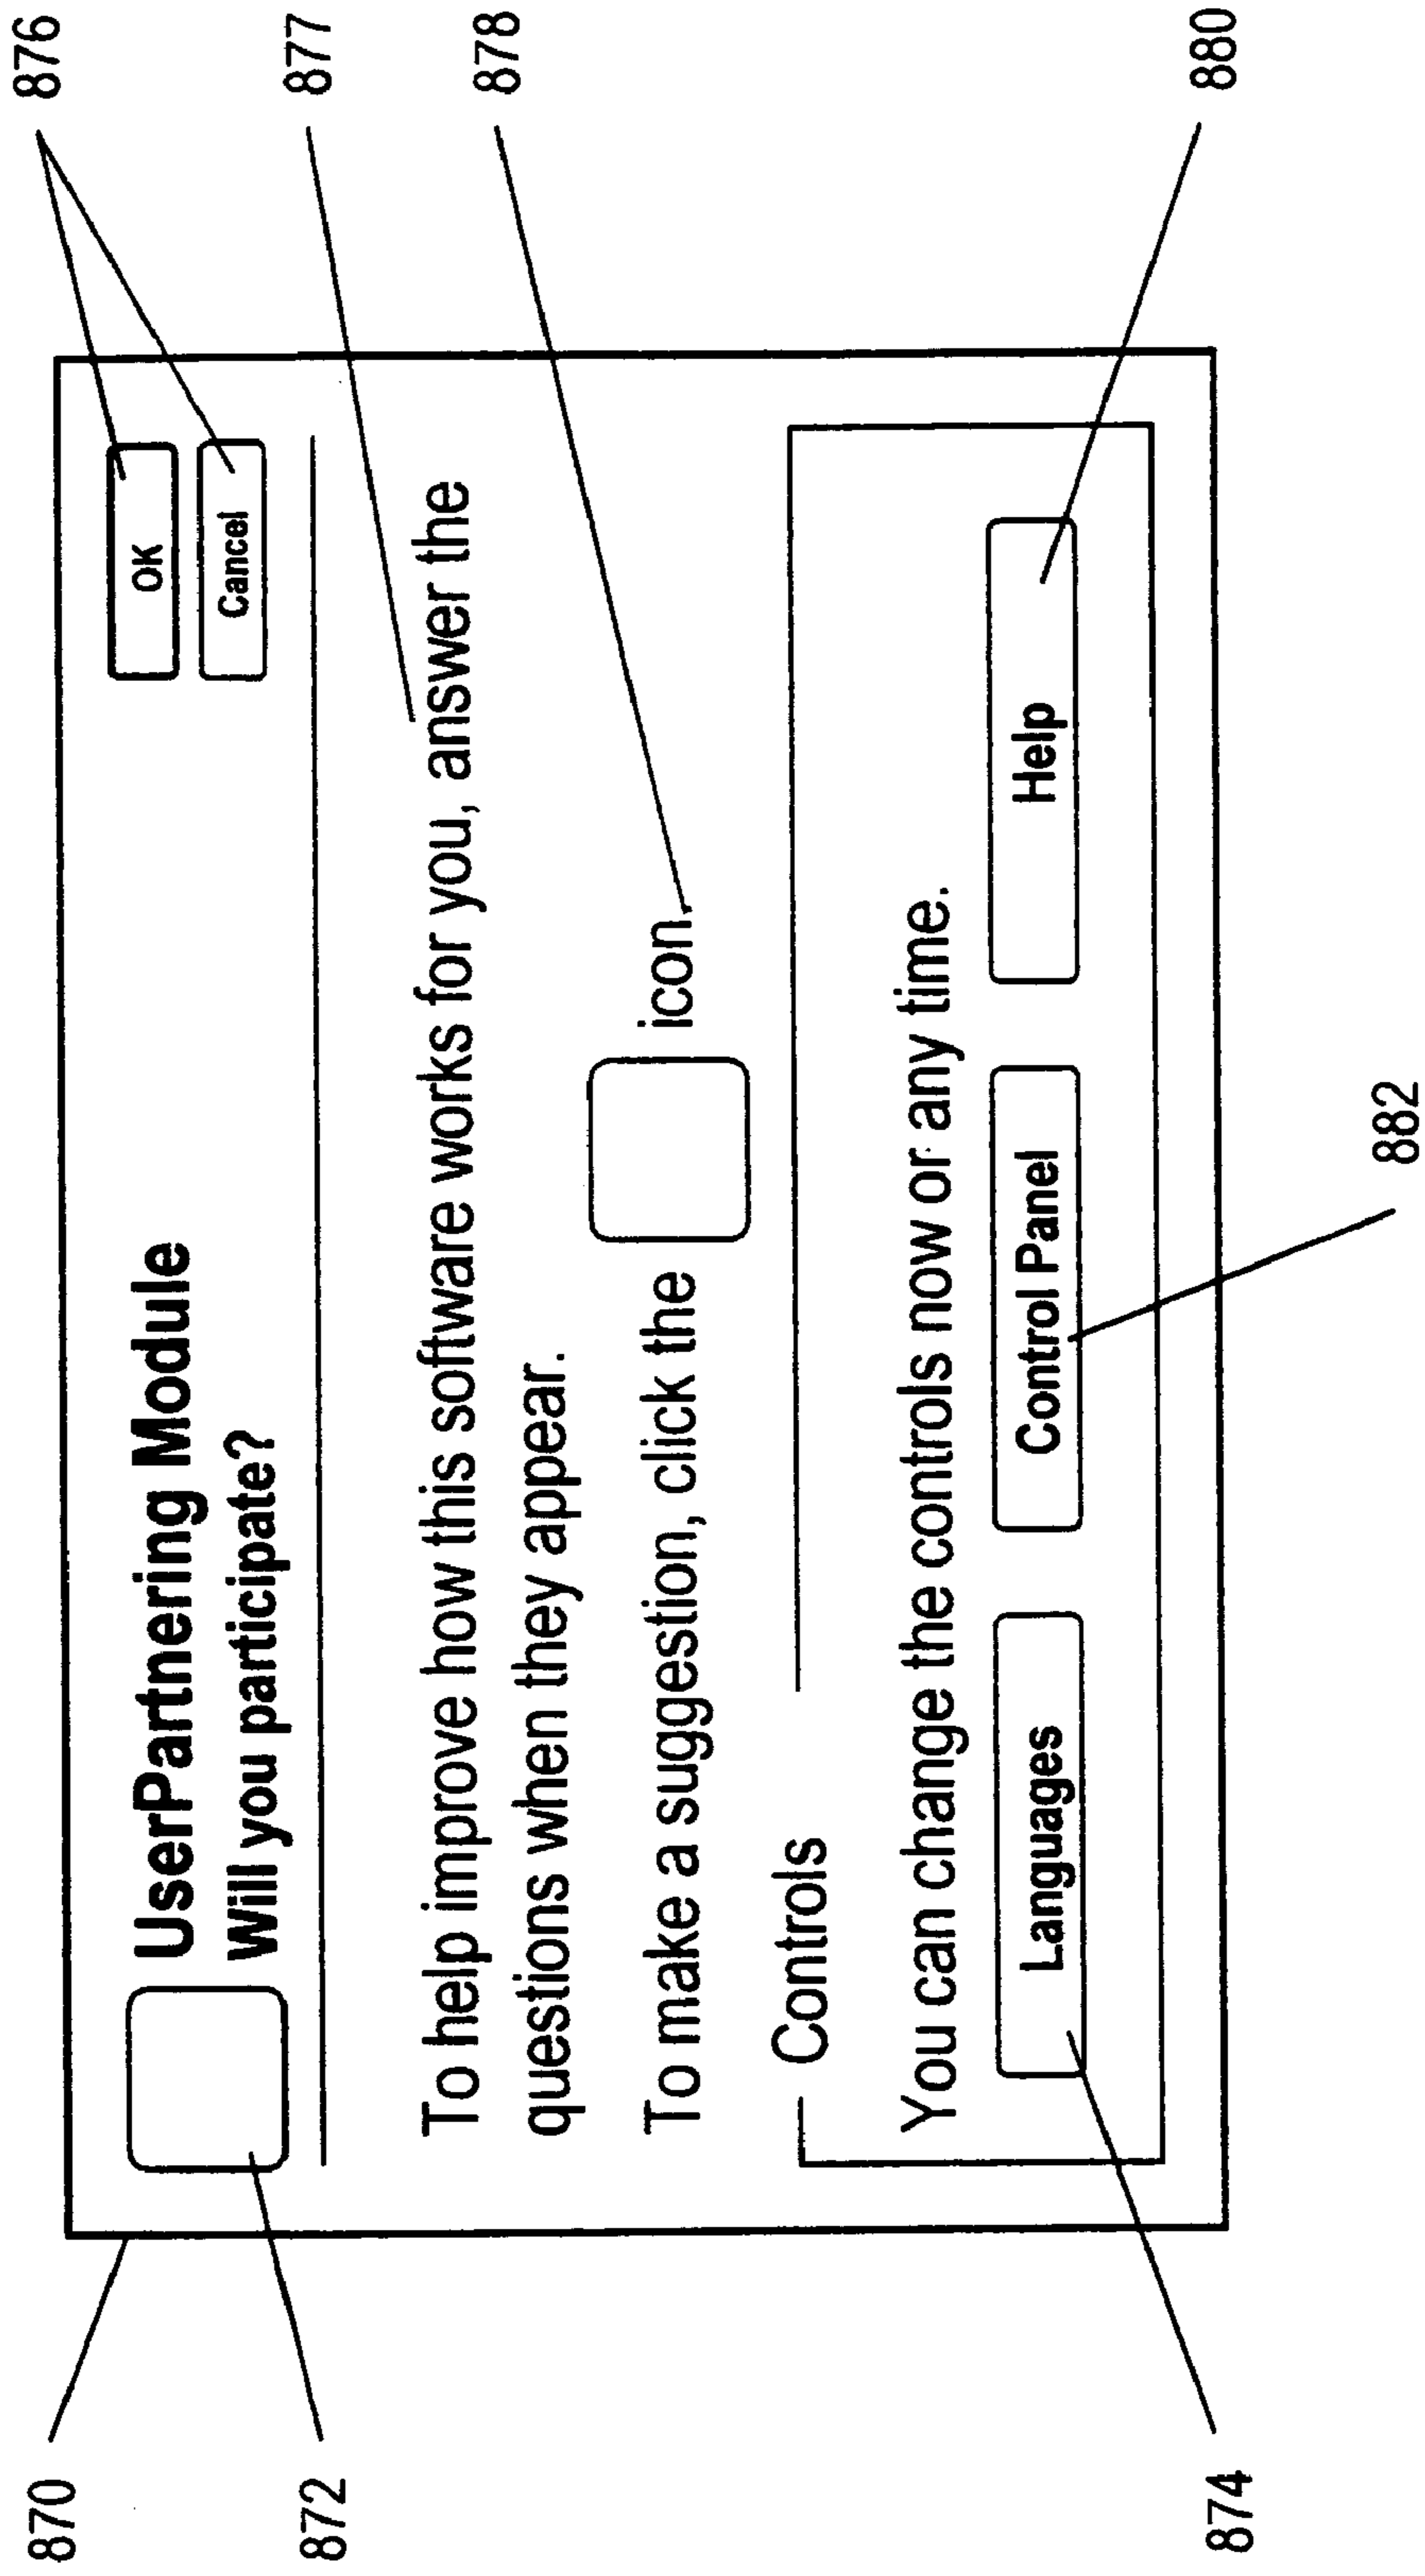 870
872
UserPartnering Module
Will you participate?
OK
Cancel
876
To help improve how this software works for you, answer the
questions when they appear.
877
To make a suggestion, click the icon.
878
Controls
You can change the controls now or any time.
Languages
Control Panel
Help
874
882
880